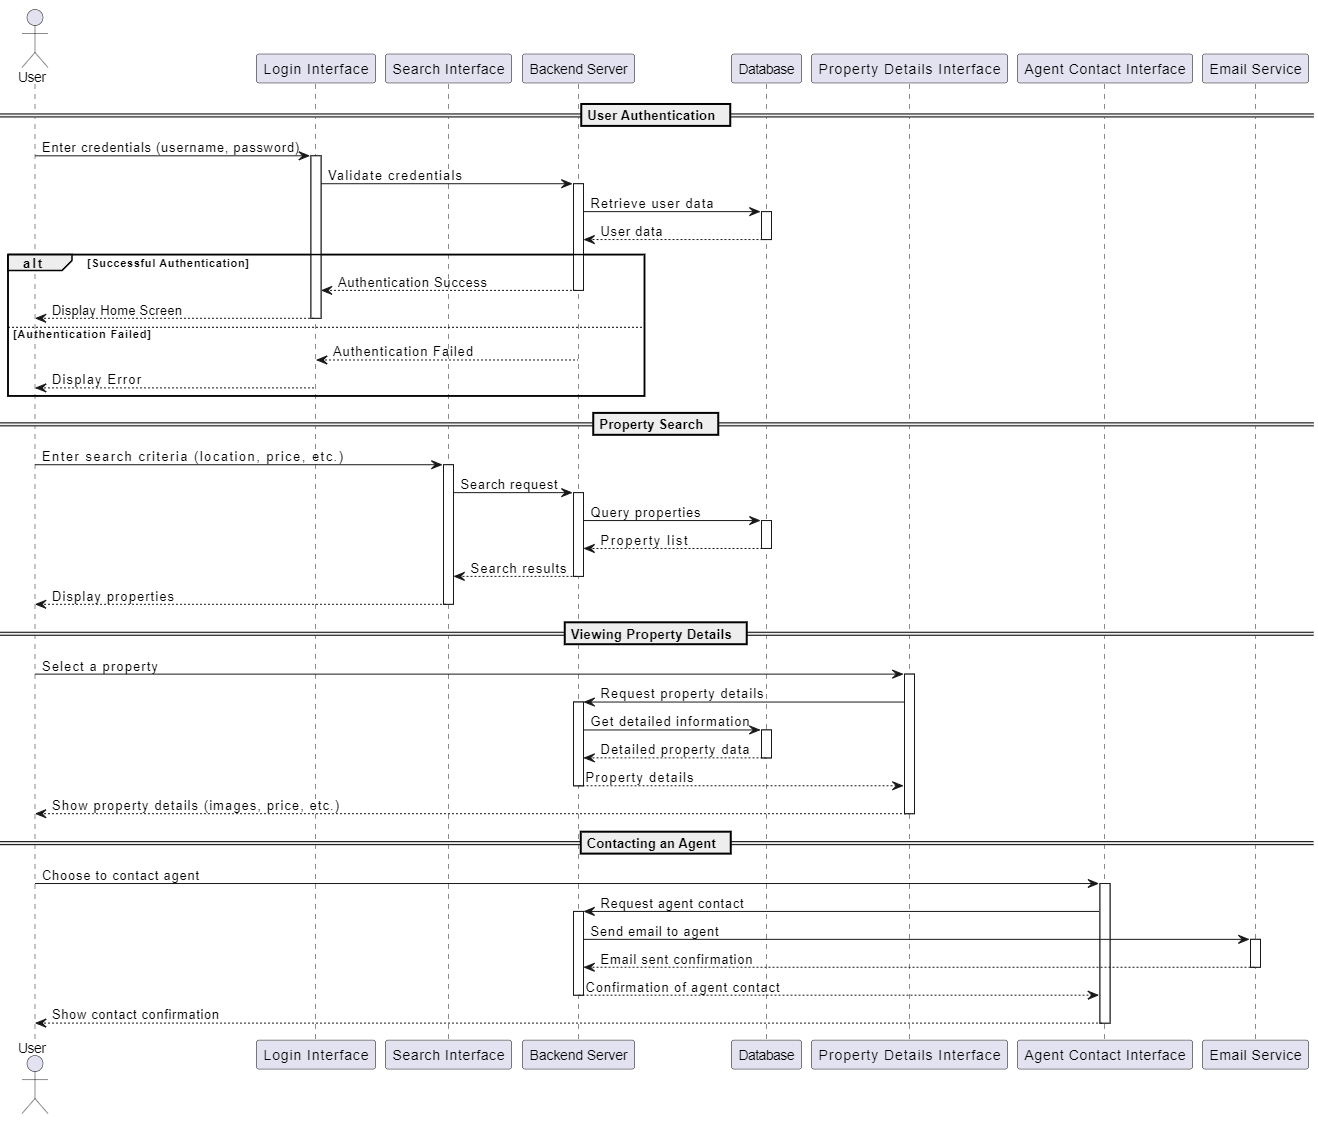 User
Login Interface
Search Interface
Backend Server
Database
Property Details Interface
Agent Contact Interface
Email Service
User Authentication
Enter credentials (username, password)
Validate credentials
Retrieve user data
User data
alt
[Successful Authentication]
Authentication Success
Display Home Screen
[Authentication Failed]
Authentication Failed
Display Error
Property Search
Enter search criteria (location, price, etc.)
Search request
Query properties
Property list
Search results
Display properties
Viewing Property Details
Select a property
Request property details
Get detailed information
Detailed property data
Property details
Show property details (images, price, etc.)
Contacting an Agent
Choose to contact agent
Request agent contact
Send email to agent
Email sent confirmation
Confirmation of agent contact
Show contact confirmation
User
Login Interface
Search Interface
Backend Server
Database
Property Details Interface
Agent Contact Interface
Email Service